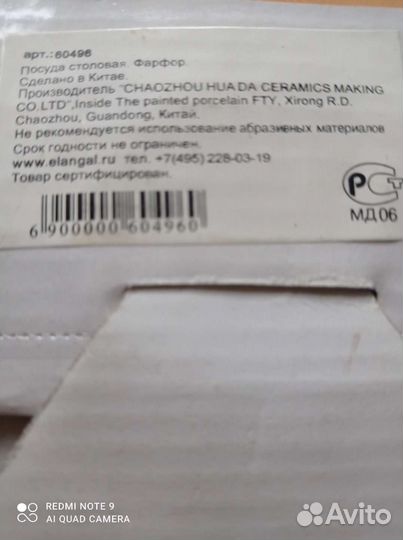 арт.:60496
Посуда столовая. Фарфор.
Сделано в Китае.
Производитель "CHAOZHOU HUA DA CERAMICS MAKING
CO.LTD",Inside The painted porcelain FTY, Xirong R.D.
Chaozhou, Guandong, Китай.
Не рекомендуется использование абразивных материалов
Срок годности не ограничен.
www.elangal.ru тел. +7(495) 228-03-19
Товар сертифицирован.
РСТ
МД06
6 900000 604960
REDMI NOTE 9
AI QUAD CAMERA
Avito